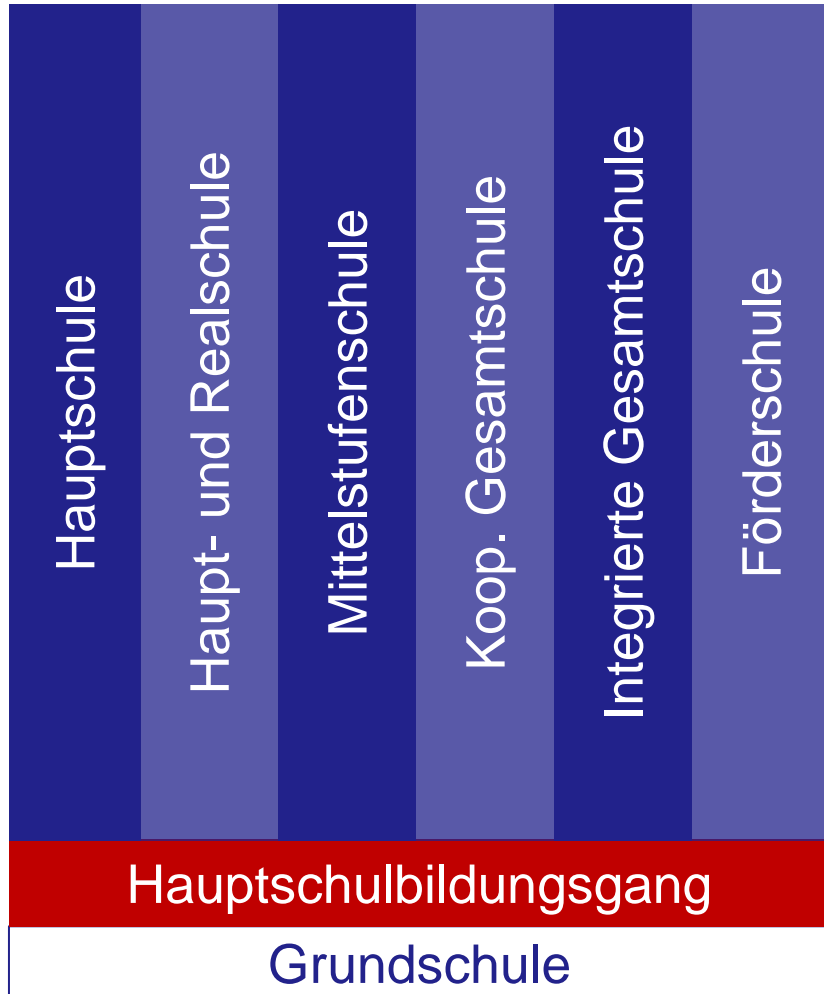 Hauptschule
Haupt- und Realschule
Mittelstufenschule
Koop. Gesamtschule
Integrierte Gesamtschule
Förderschule
Hauptschulbildungsgang
Grundschule